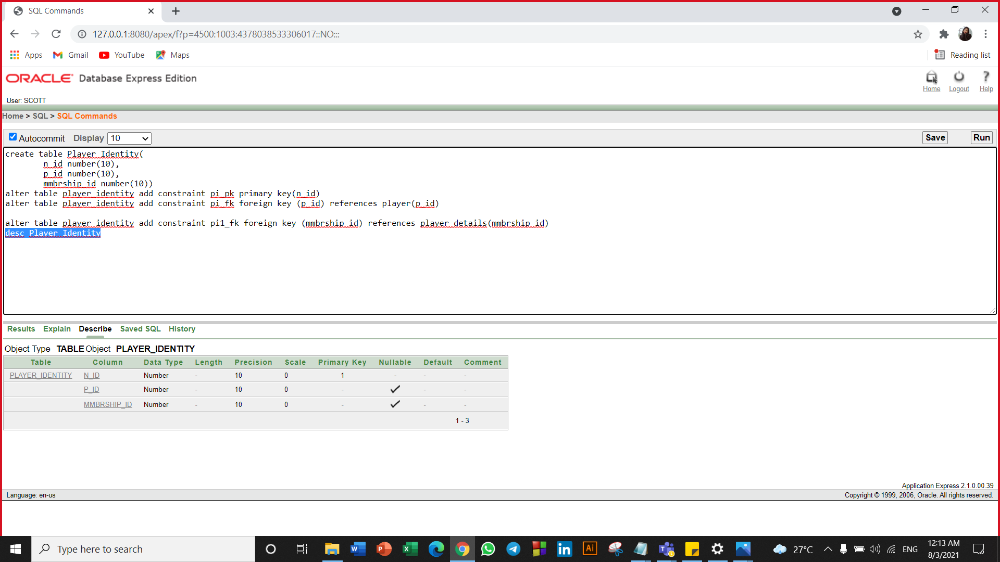 SQL Commands
127.0.0.1:8080/apex/f?p=4500:1003:4378038533306017::NO:::
Apps Gmail YouTube Maps Reading list
ORACLE Database Express Edition
Home Logout Help
User: SCOTT
Home > SQL > SQL Commands
Autocommit Display 10 Save Run
create table Player_Identity(
n_id number(10),
p_id number(10),
mmbrship_id number(10))
alter table player_identity add constraint pi_pk primary key(n_id)
alter table player_identity add constraint pi_fk foreign key (p_id) references player(p_id)
alter table player_identity add constraint pi1_fk foreign key (mmbrship_id) references player_details(mmbrship_id)
desc Player_Identity
Results Explain Describe Saved SQL History
Object Type TABLE Object PLAYER_IDENTITY
Table Column Data Type Length Precision Scale Primary Key Nullable Default Comment
PLAYER_IDENTITY N_ID Number - 10 0 1 - - -
P_ID Number - 10 0 - - -
MMBRSHIP_ID Number - 10 0 - - -
1 - 3
Application Express 2.1.0.00.39
Language: en-us Copyright © 1999, 2006, Oracle. All rights reserved.
Type here to search
27°C ENG 12:13 AM
8/3/2021